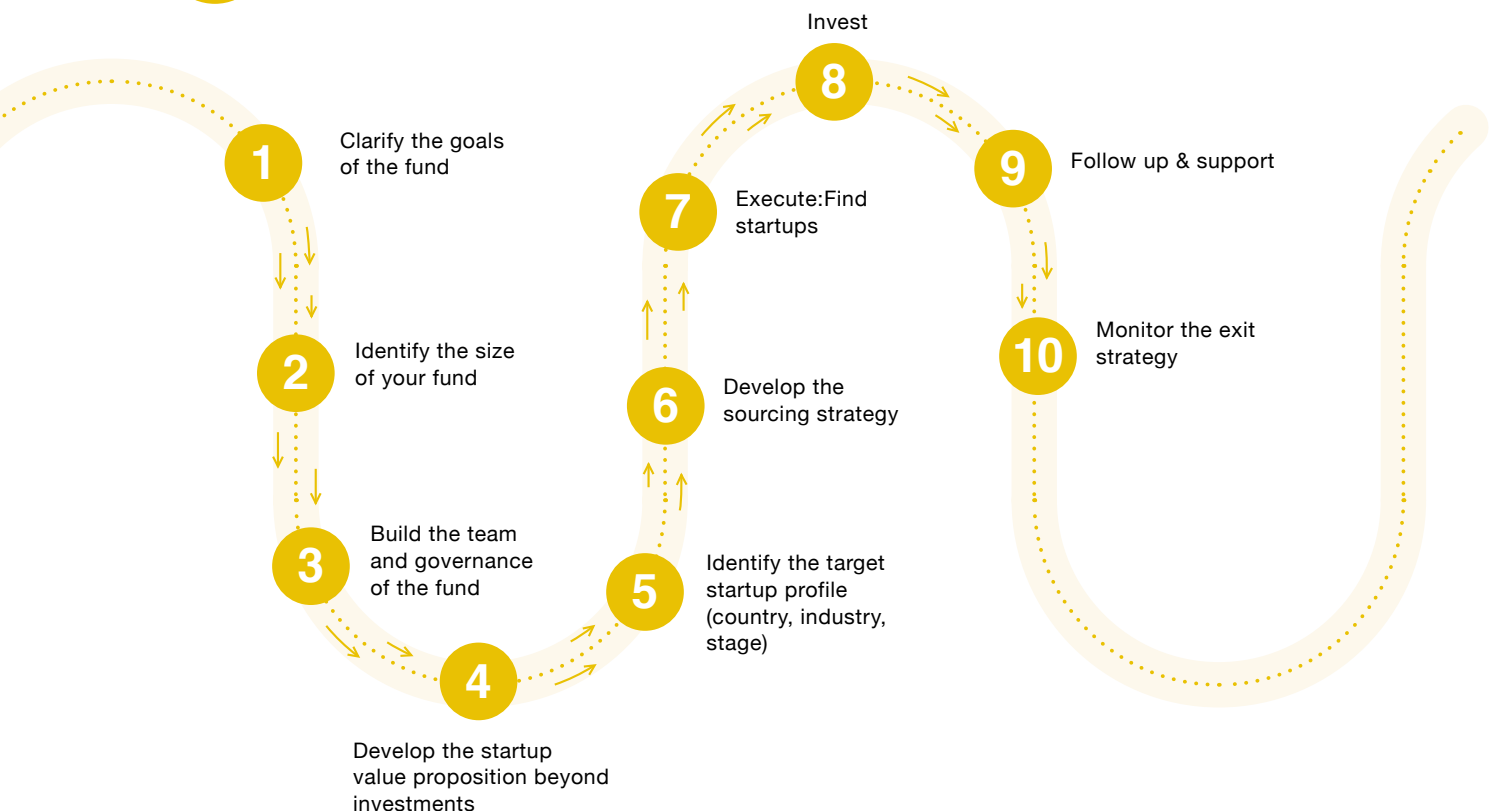 1
Clarify the goals
of the fund
2
Identify the size
of your fund
3
Build the team
and governance
of the fund
4
Develop the startup
value proposition beyond
investments
5
Identify the target
startup profile
(country, industry,
stage)
6
Develop the
sourcing strategy
7
Execute:Find
startups
Invest
8
9
Follow up & support
10
Monitor the exit
strategy